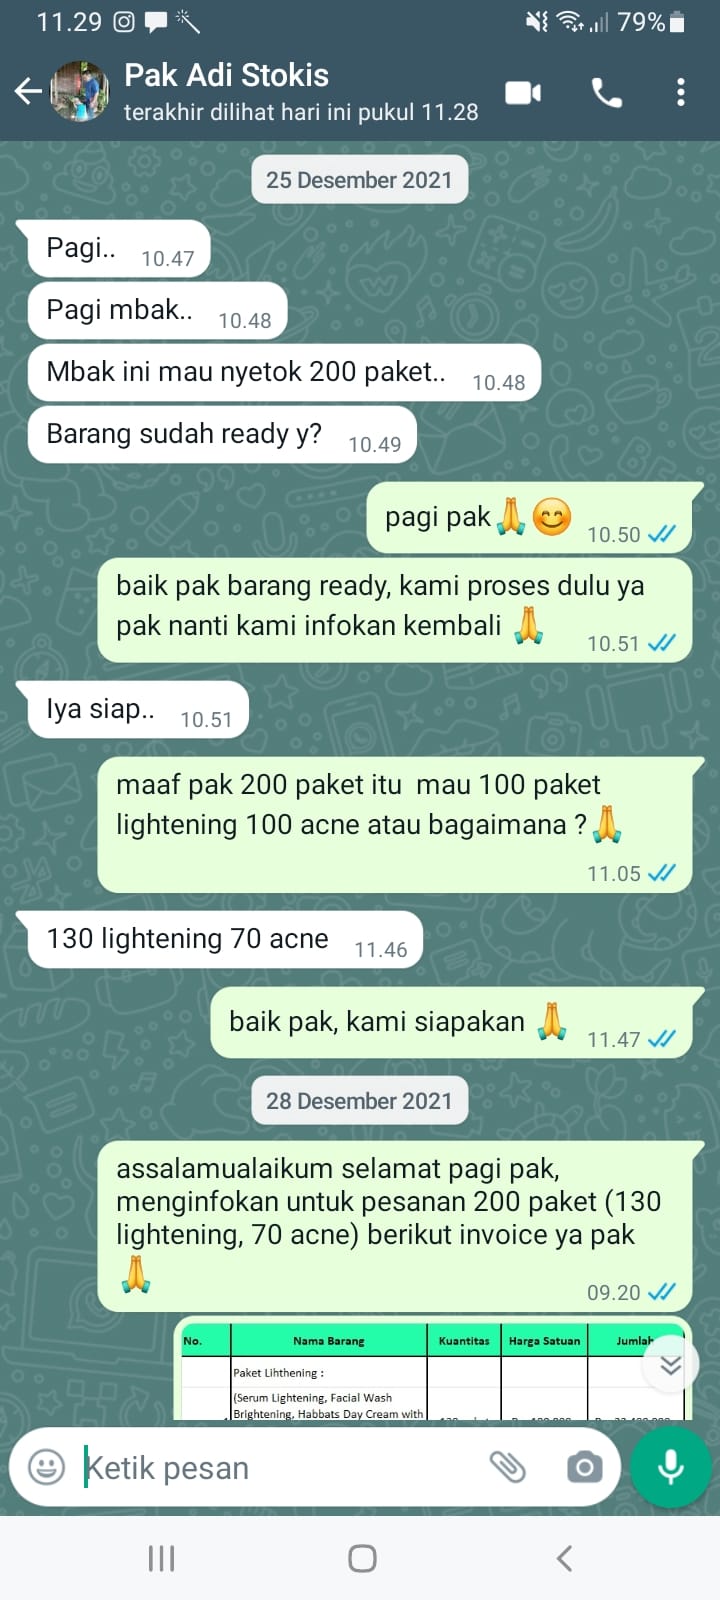 11.29
79%
Pak Adi Stokis
terakhir dilihat hari ini pukul 11.28
25 Desember 2021
Pagi.. 10.47
Pagi mbak.. 10.48
Mbak ini mau nyetok 200 paket.. 10.48
Barang sudah ready y? 10.49
pagi pak🙏😊 10.50
baik pak barang ready, kami proses dulu ya
pak nanti kami infokan kembali 🙏 10.51
Iya siap.. 10.51
maaf pak 200 paket itu mau 100 paket
lightening 100 acne atau bagaimana ?🙏
11.05
130 lightening 70 acne 11.46
baik pak, kami siapakan 🙏 11.47
28 Desember 2021
assalamualaikum selamat pagi pak,
menginfokan untuk pesanan 200 paket (130
lightening, 70 acne) berikut invoice ya pak
🙏
09.20
No. Nama Barang Kuantitas Harga Satuan Jumlah
Paket Lihthening :
(Serum Lightening, Facial Wash
Brightening, Habbats Day Cream with
Ketik pesan